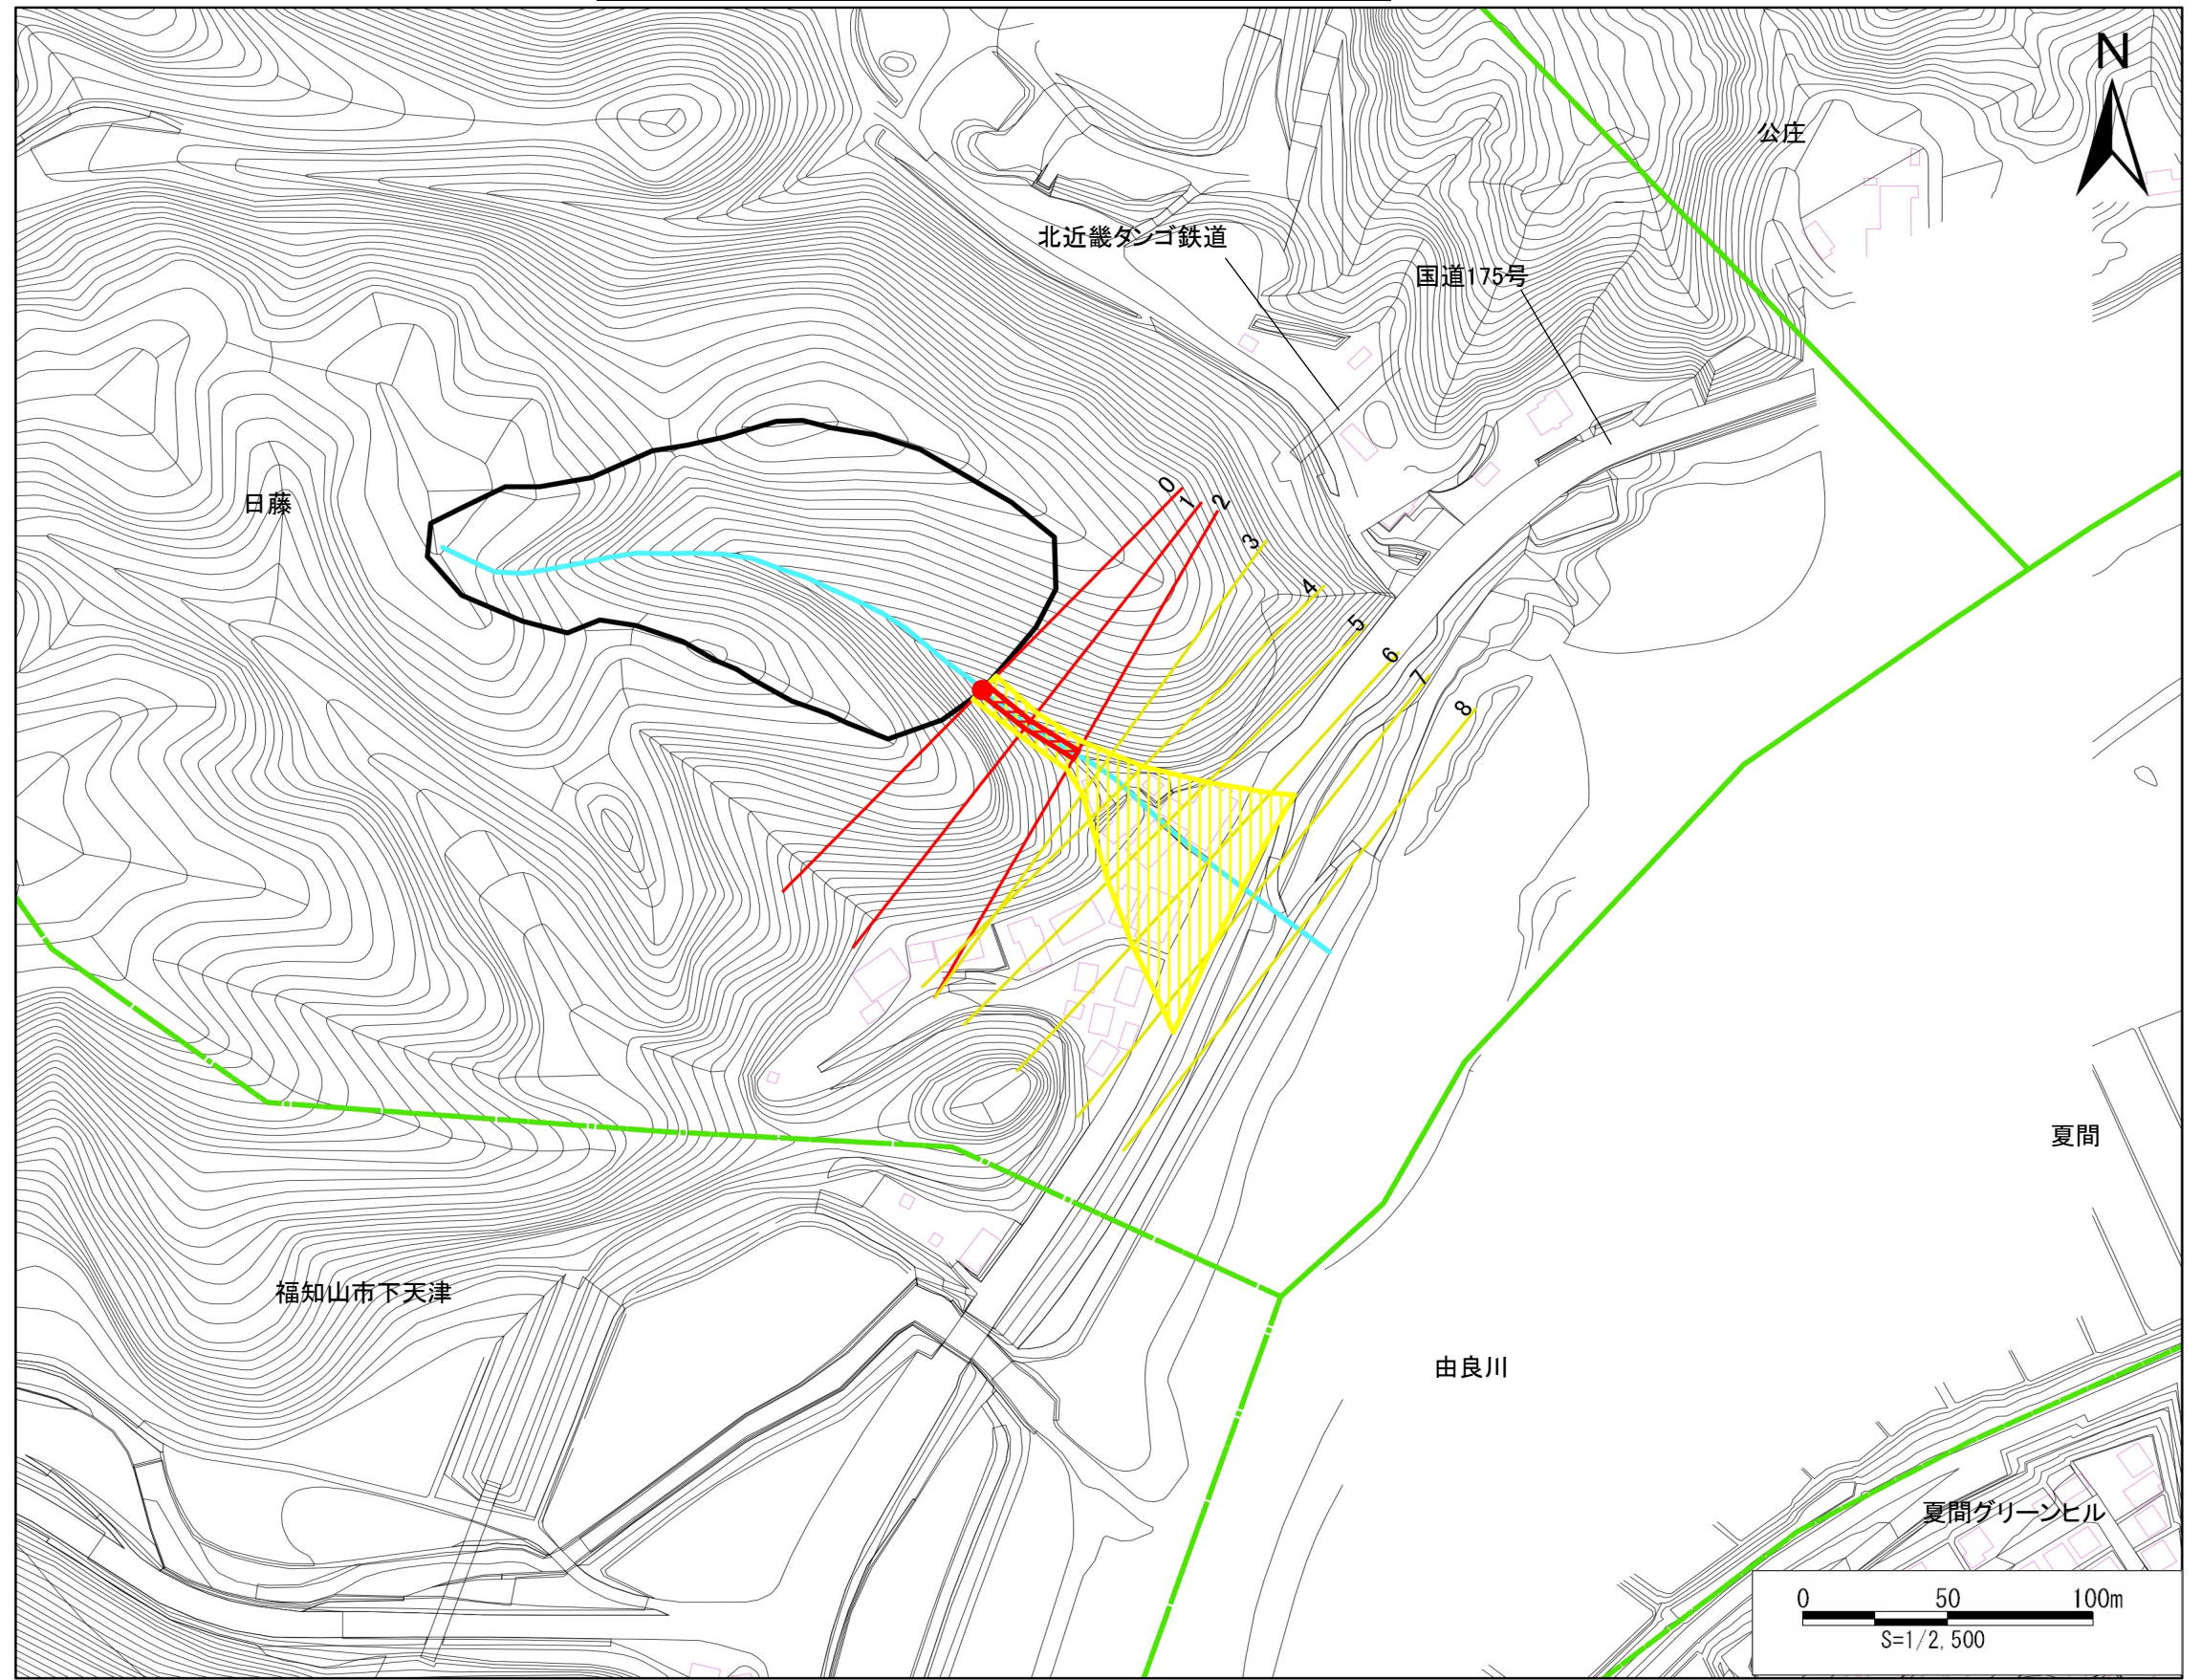 N
公庄
北近畿タンゴ鉄道
国道175号
日藤
0
1
2
3
4
5
6
7
8
夏間
福知山市下天津
由良川
夏間グリーンヒル
0 50 100m
S=1/2,500